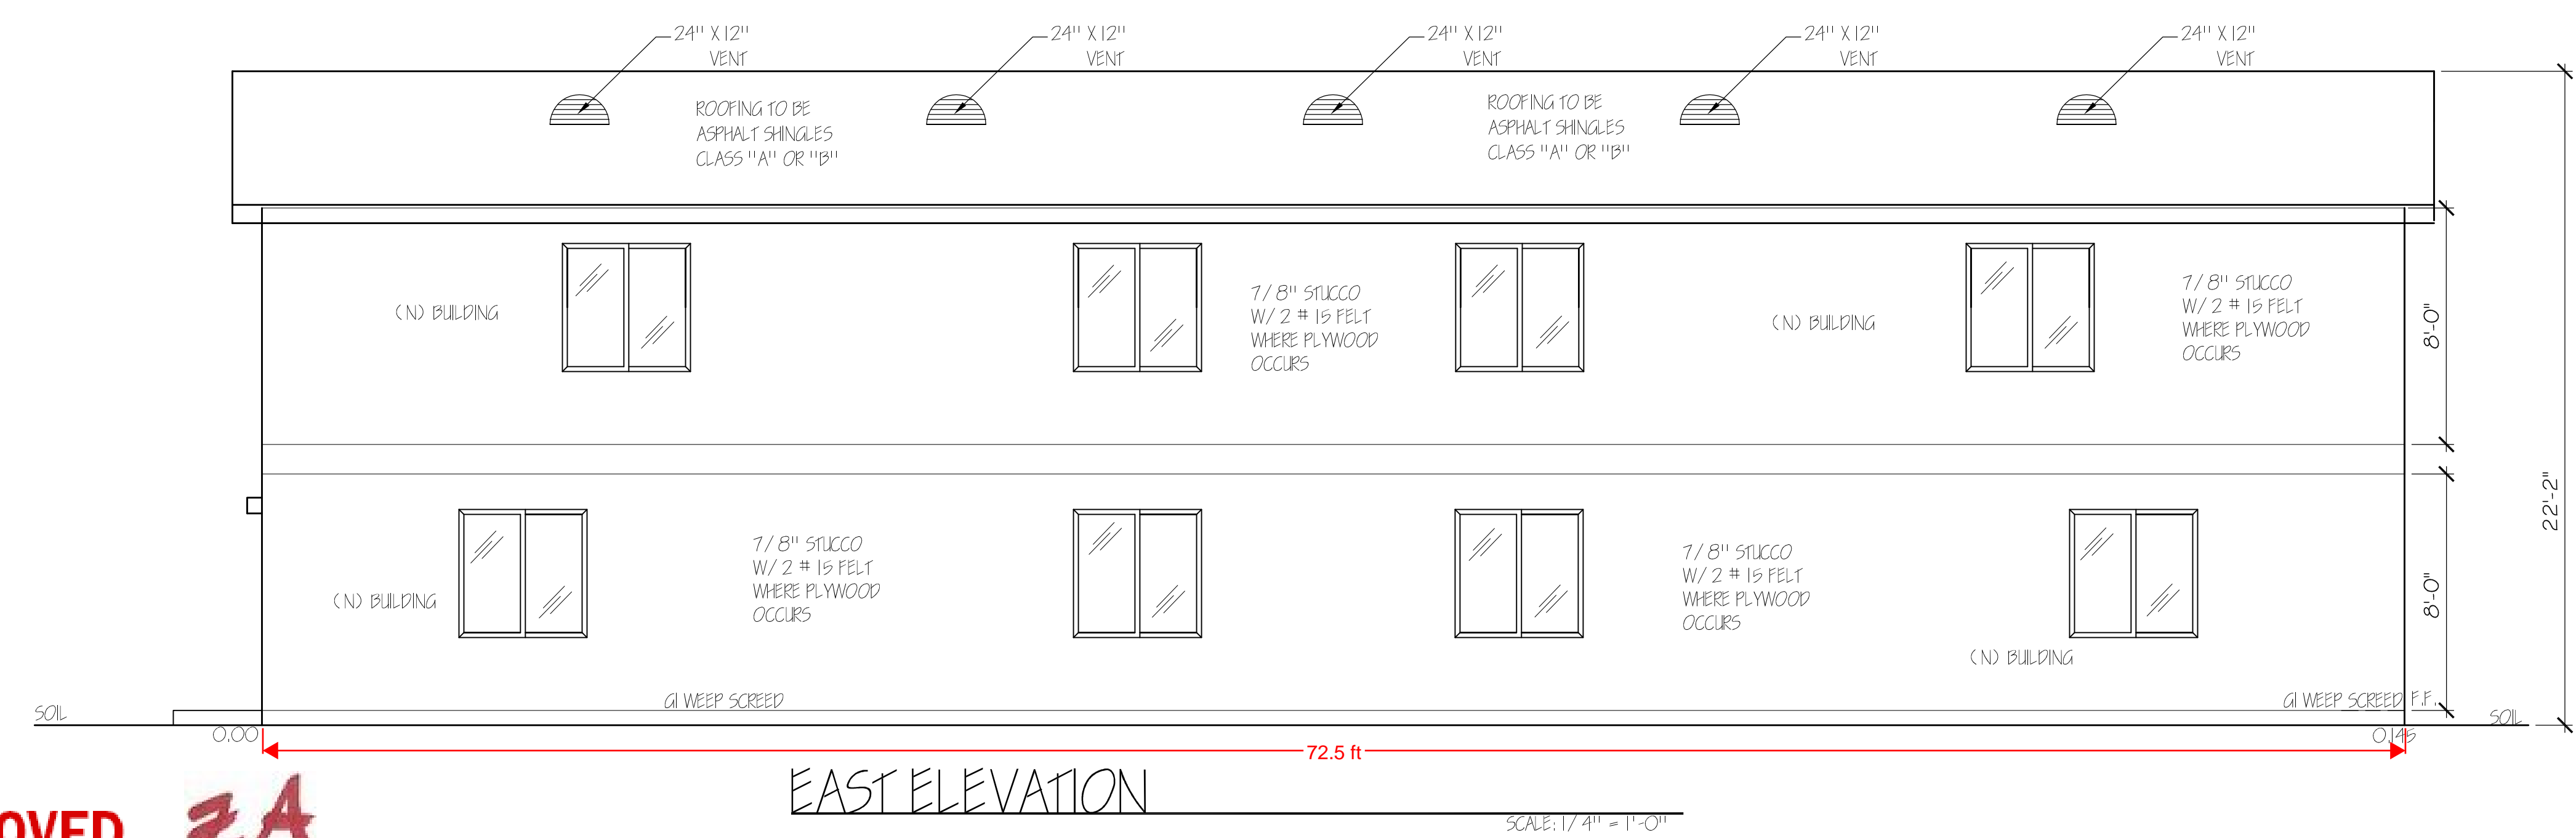 24" X 12"
VENT
24" X 12"
VENT
24" X 12"
VENT
24" X 12"
VENT
24" X 12"
VENT
ROOFING TO BE
ASPHALT SHINGLES
CLASS "A" OR "B"
ROOFING TO BE
ASPHALT SHINGLES
CLASS "A" OR "B"
(N) BUILDING
7/8" STUCCO
W/ 2 # 15 FELT
WHERE PLYWOOD
OCCURS
(N) BUILDING
7/8" STUCCO
W/ 2 # 15 FELT
WHERE PLYWOOD
OCCURS
8'-0"
22'-2"
(N) BUILDING
7/8" STUCCO
W/ 2 # 15 FELT
WHERE PLYWOOD
OCCURS
7/8" STUCCO
W/ 2 # 15 FELT
WHERE PLYWOOD
OCCURS
(N) BUILDING
8'-0"
SOIL
GI WEEP SCREED
GI WEEP SCREED
F.F.
SOIL
0.00
0.145
72.5 ft
EAST ELEVATION
SCALE: 1/4" = 1'-0"
OVED
ZA